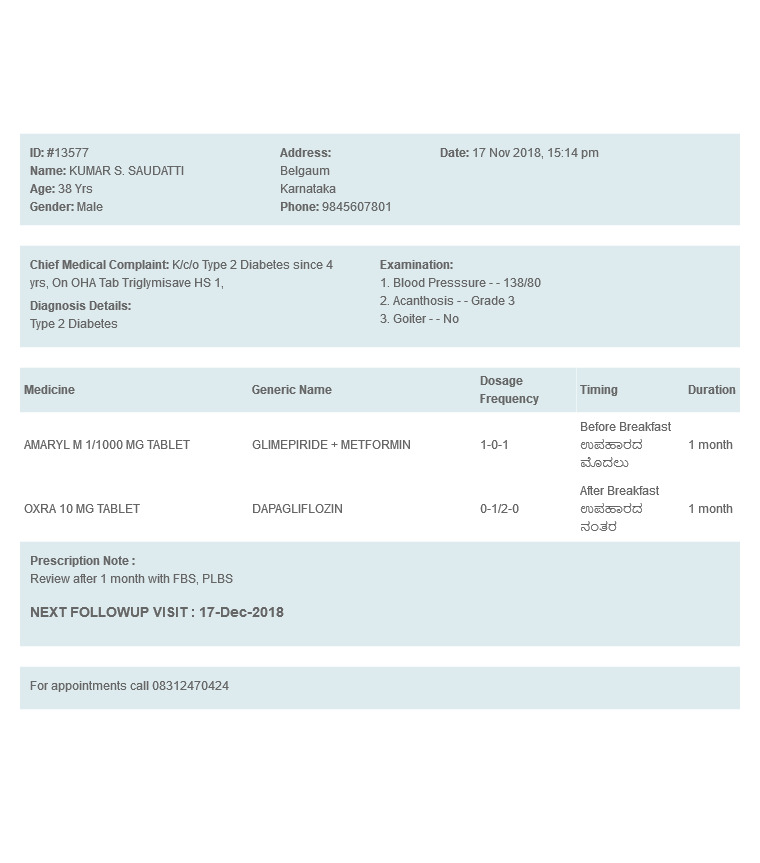 ID: #13577
Name: KUMAR S. SAUDATTI
Age: 38 Yrs
Gender: Male
Address:
Belgaum
Karnataka
Phone: 9845607801
Date: 17 Nov 2018, 15:14 pm
Chief Medical Complaint: K/c/o Type 2 Diabetes since 4
yrs, On OHA Tab Triglymisave HS 1,
Diagnosis Details:
Type 2 Diabetes
Examination:
1. Blood Presssure - - 138/80
2. Acanthosis - - Grade 3
3. Goiter - - No
Medicine Generic Name Dosage Frequency Timing Duration
AMARYL M 1/1000 MG TABLET GLIMEPIRIDE + METFORMIN 1-0-1 Before Breakfast 1 month
ಉಪಹಾರದ
ಮೊದಲು
OXRA 10 MG TABLET DAPAGLIFLOZIN 0-1/2-0 After Breakfast 1 month
ಉಪಹಾರದ
ನಂತರ
Prescription Note :
Review after 1 month with FBS, PLBS
NEXT FOLLOWUP VISIT : 17-Dec-2018
For appointments call 08312470424